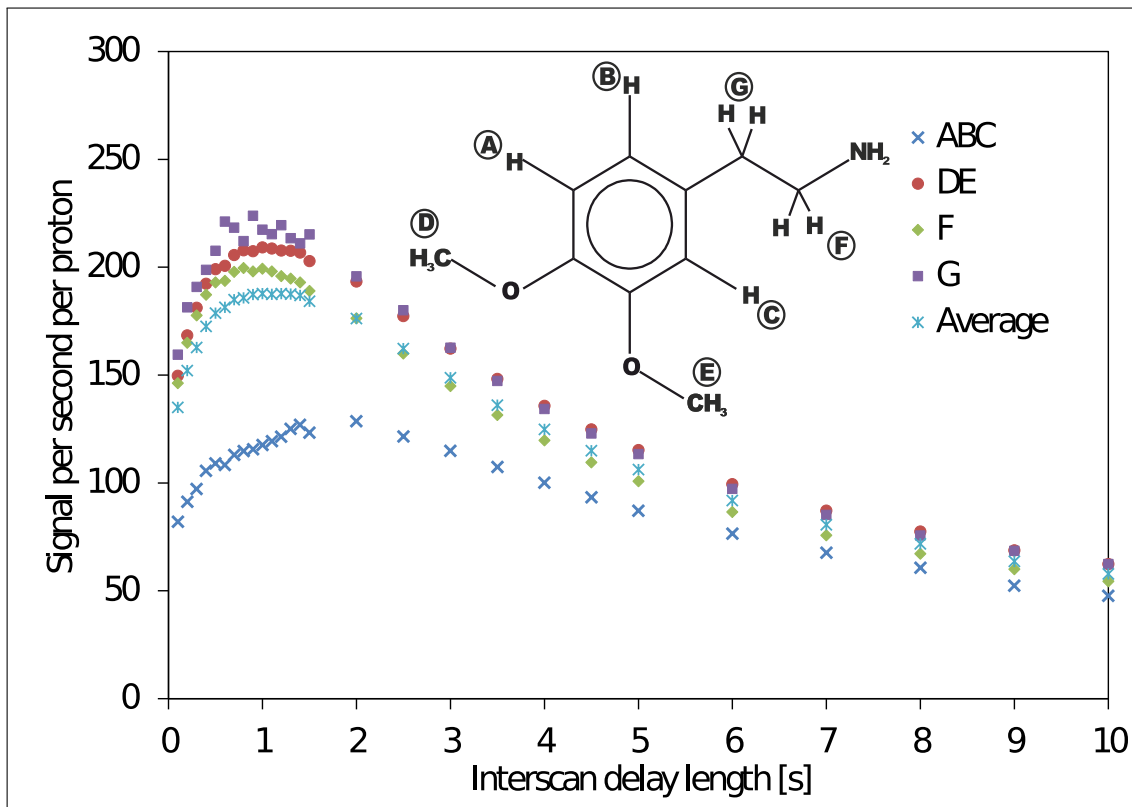 300
250
200
150
100
50
0
Signal per second per proton
0 1 2 3 4 5 6 7 8 9 10
Interscan delay length [s]
B H
G
H H
A H
NH₂
D
H₃C
H H
F
O
H
C
O
E
CH₃
ABC
DE
F
G
Average